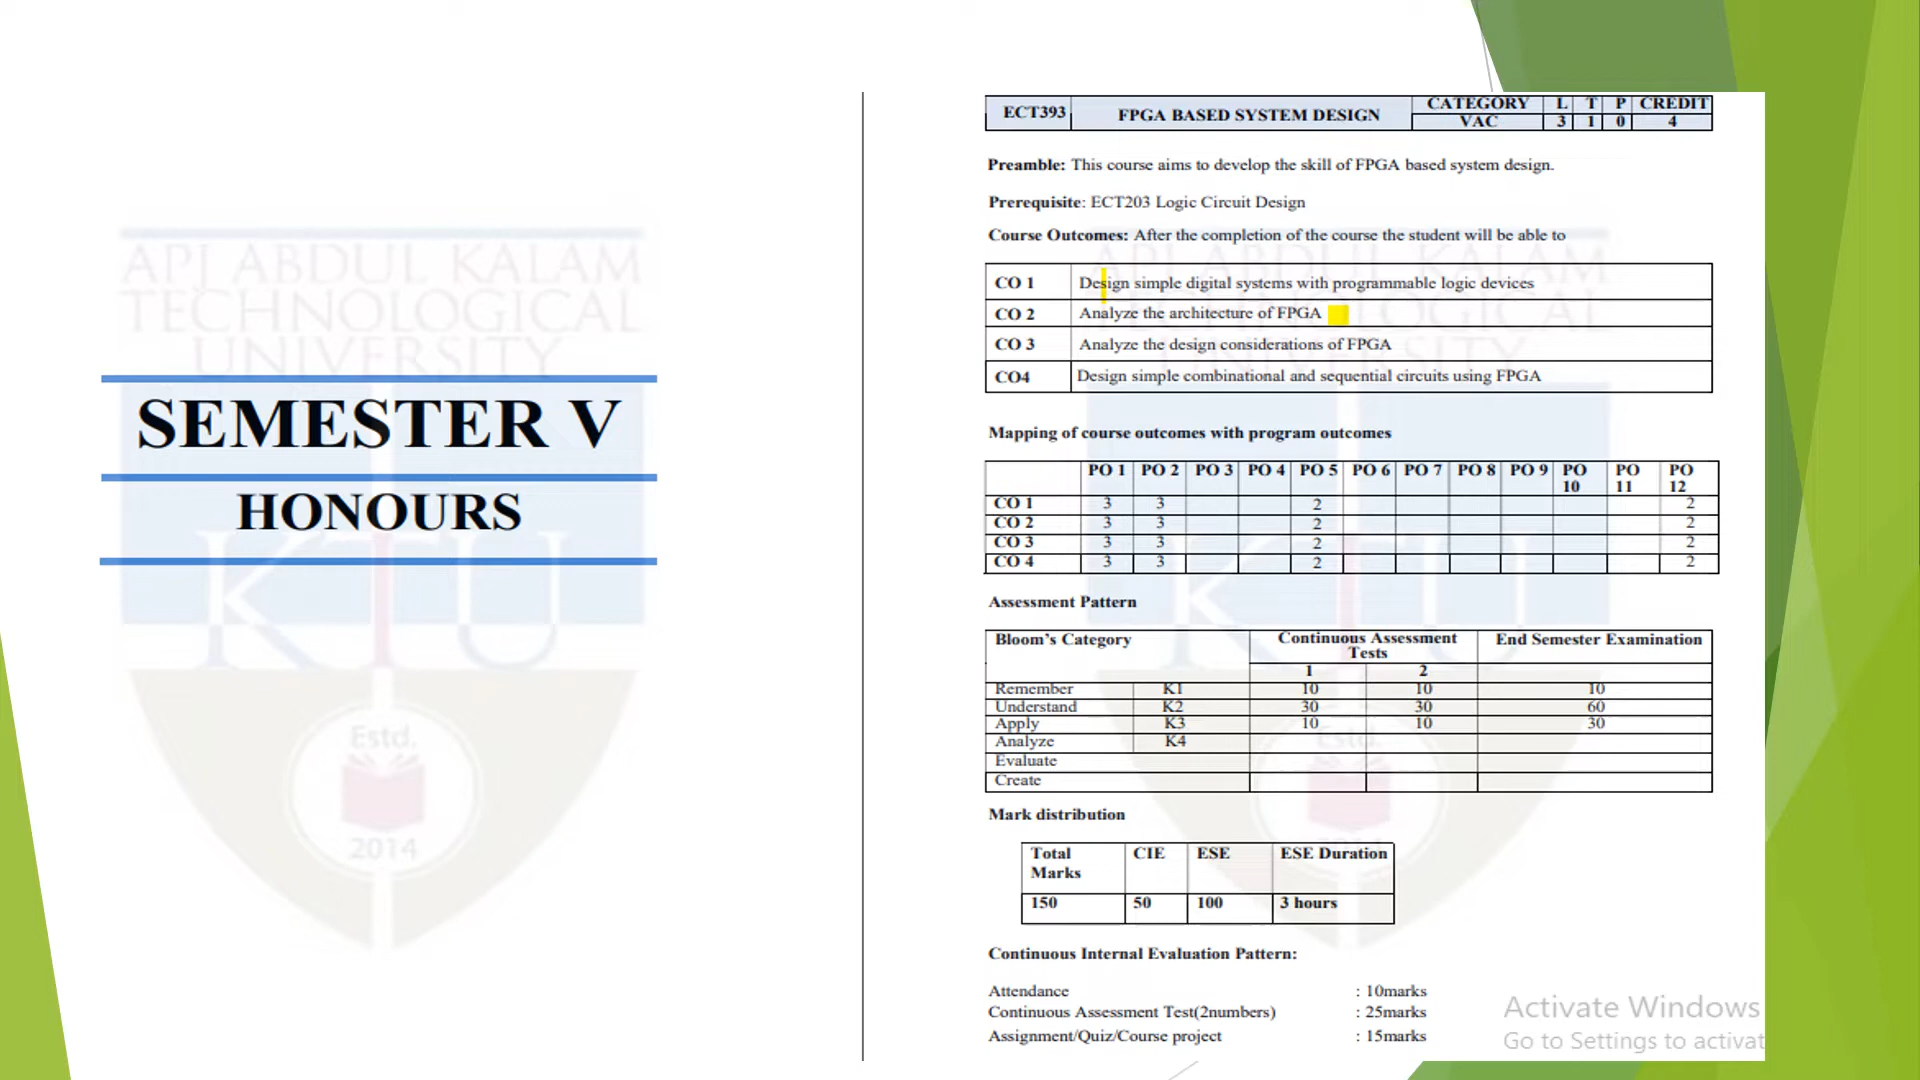 APJ ABDUL KALAM
TECHNOLOGICAL
UNIVERSITY
SEMESTER V
HONOURS
KTU
Estd.
2014
ECT393 FPGA BASED SYSTEM DESIGN CATEGORY L T P CREDIT
VAC 3 1 0 4
Preamble: This course aims to develop the skill of FPGA based system design.
Prerequisite: ECT203 Logic Circuit Design
Course Outcomes: After the completion of the course the student will be able to
CO 1 Design simple digital systems with programmable logic devices
CO 2 Analyze the architecture of FPGA
CO 3 Analyze the design considerations of FPGA
CO4 Design simple combinational and sequential circuits using FPGA
Mapping of course outcomes with program outcomes
PO 1 PO 2 PO 3 PO 4 PO 5 PO 6 PO 7 PO 8 PO 9 PO 10 PO 11 PO 12
CO 1 3 3 2 2
CO 2 3 3 2 2
CO 3 3 3 2 2
CO 4 3 3 2 2
Assessment Pattern
Bloom's Category Continuous Assessment Tests End Semester Examination
1 2
Remember K1 10 10 10
Understand K2 30 30 60
Apply K3 10 10 30
Analyze K4
Evaluate
Create
Mark distribution
Total Marks CIE ESE ESE Duration
150 50 100 3 hours
Continuous Internal Evaluation Pattern:
Attendance : 10marks
Continuous Assessment Test(2numbers) : 25marks
Assignment/Quiz/Course project : 15marks
Activate Windows
Go to Settings to activat